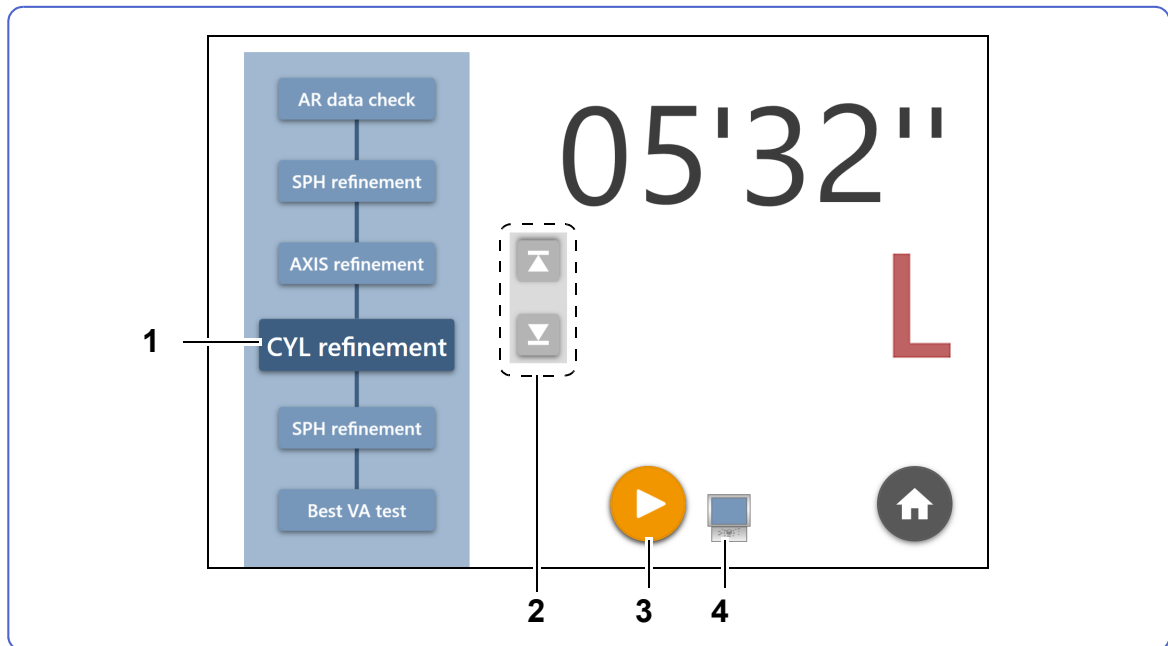 AR data check
SPH refinement
AXIS refinement
CYL refinement
SPH refinement
Best VA test
05'32''
L
1
2
3
4